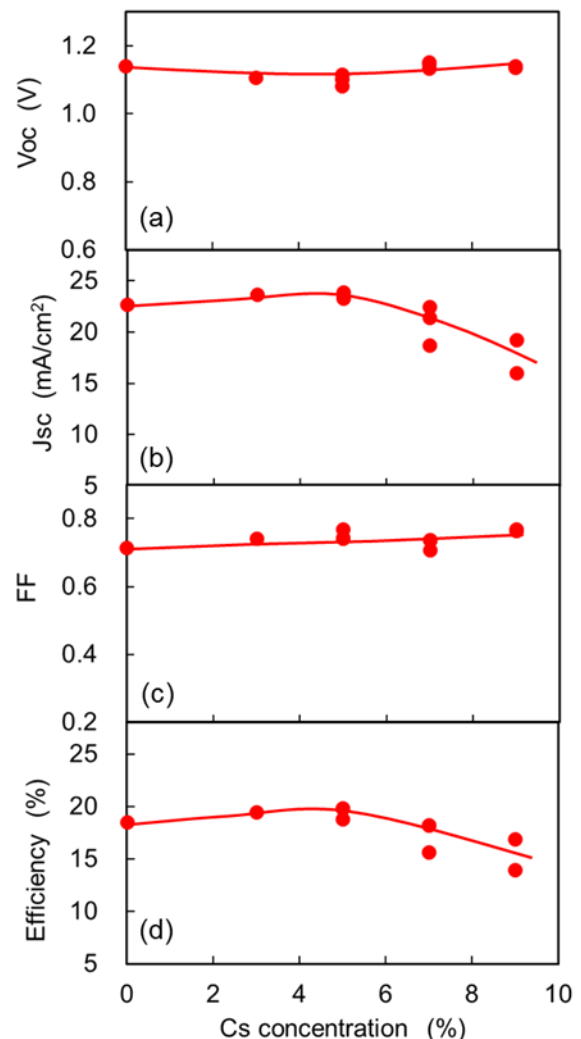 1.2
1.0
0.8
0.6
Voc (V)
(a)
25
20
15
10
5
Jsc (mA/cm²)
(b)
0.8
0.6
0.4
0.2
FF
(c)
25
20
15
10
5
Efficiency (%)
(d)
0 2 4 6 8 10
Cs concentration (%)